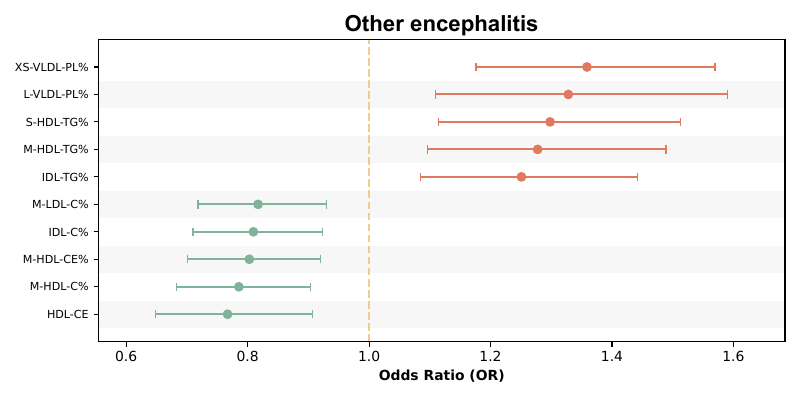 Other encephalitis
XS-VLDL-PL%
L-VLDL-PL%
S-HDL-TG%
M-HDL-TG%
IDL-TG%
M-LDL-C%
IDL-C%
M-HDL-CE%
M-HDL-C%
HDL-CE
0.6 0.8 1.0 1.2 1.4 1.6
Odds Ratio (OR)